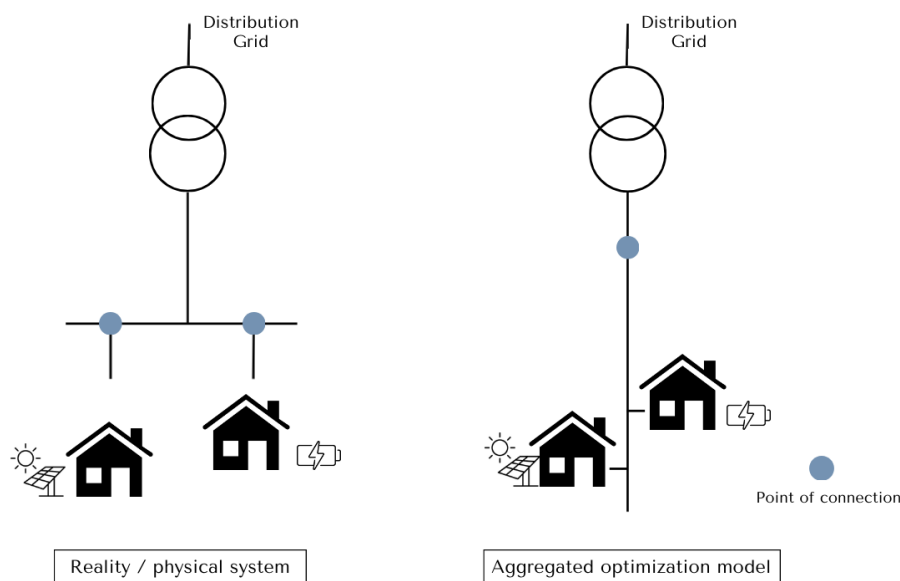 Distribution
Grid
Distribution
Grid
Point of connection
Reality / physical system
Aggregated optimization model